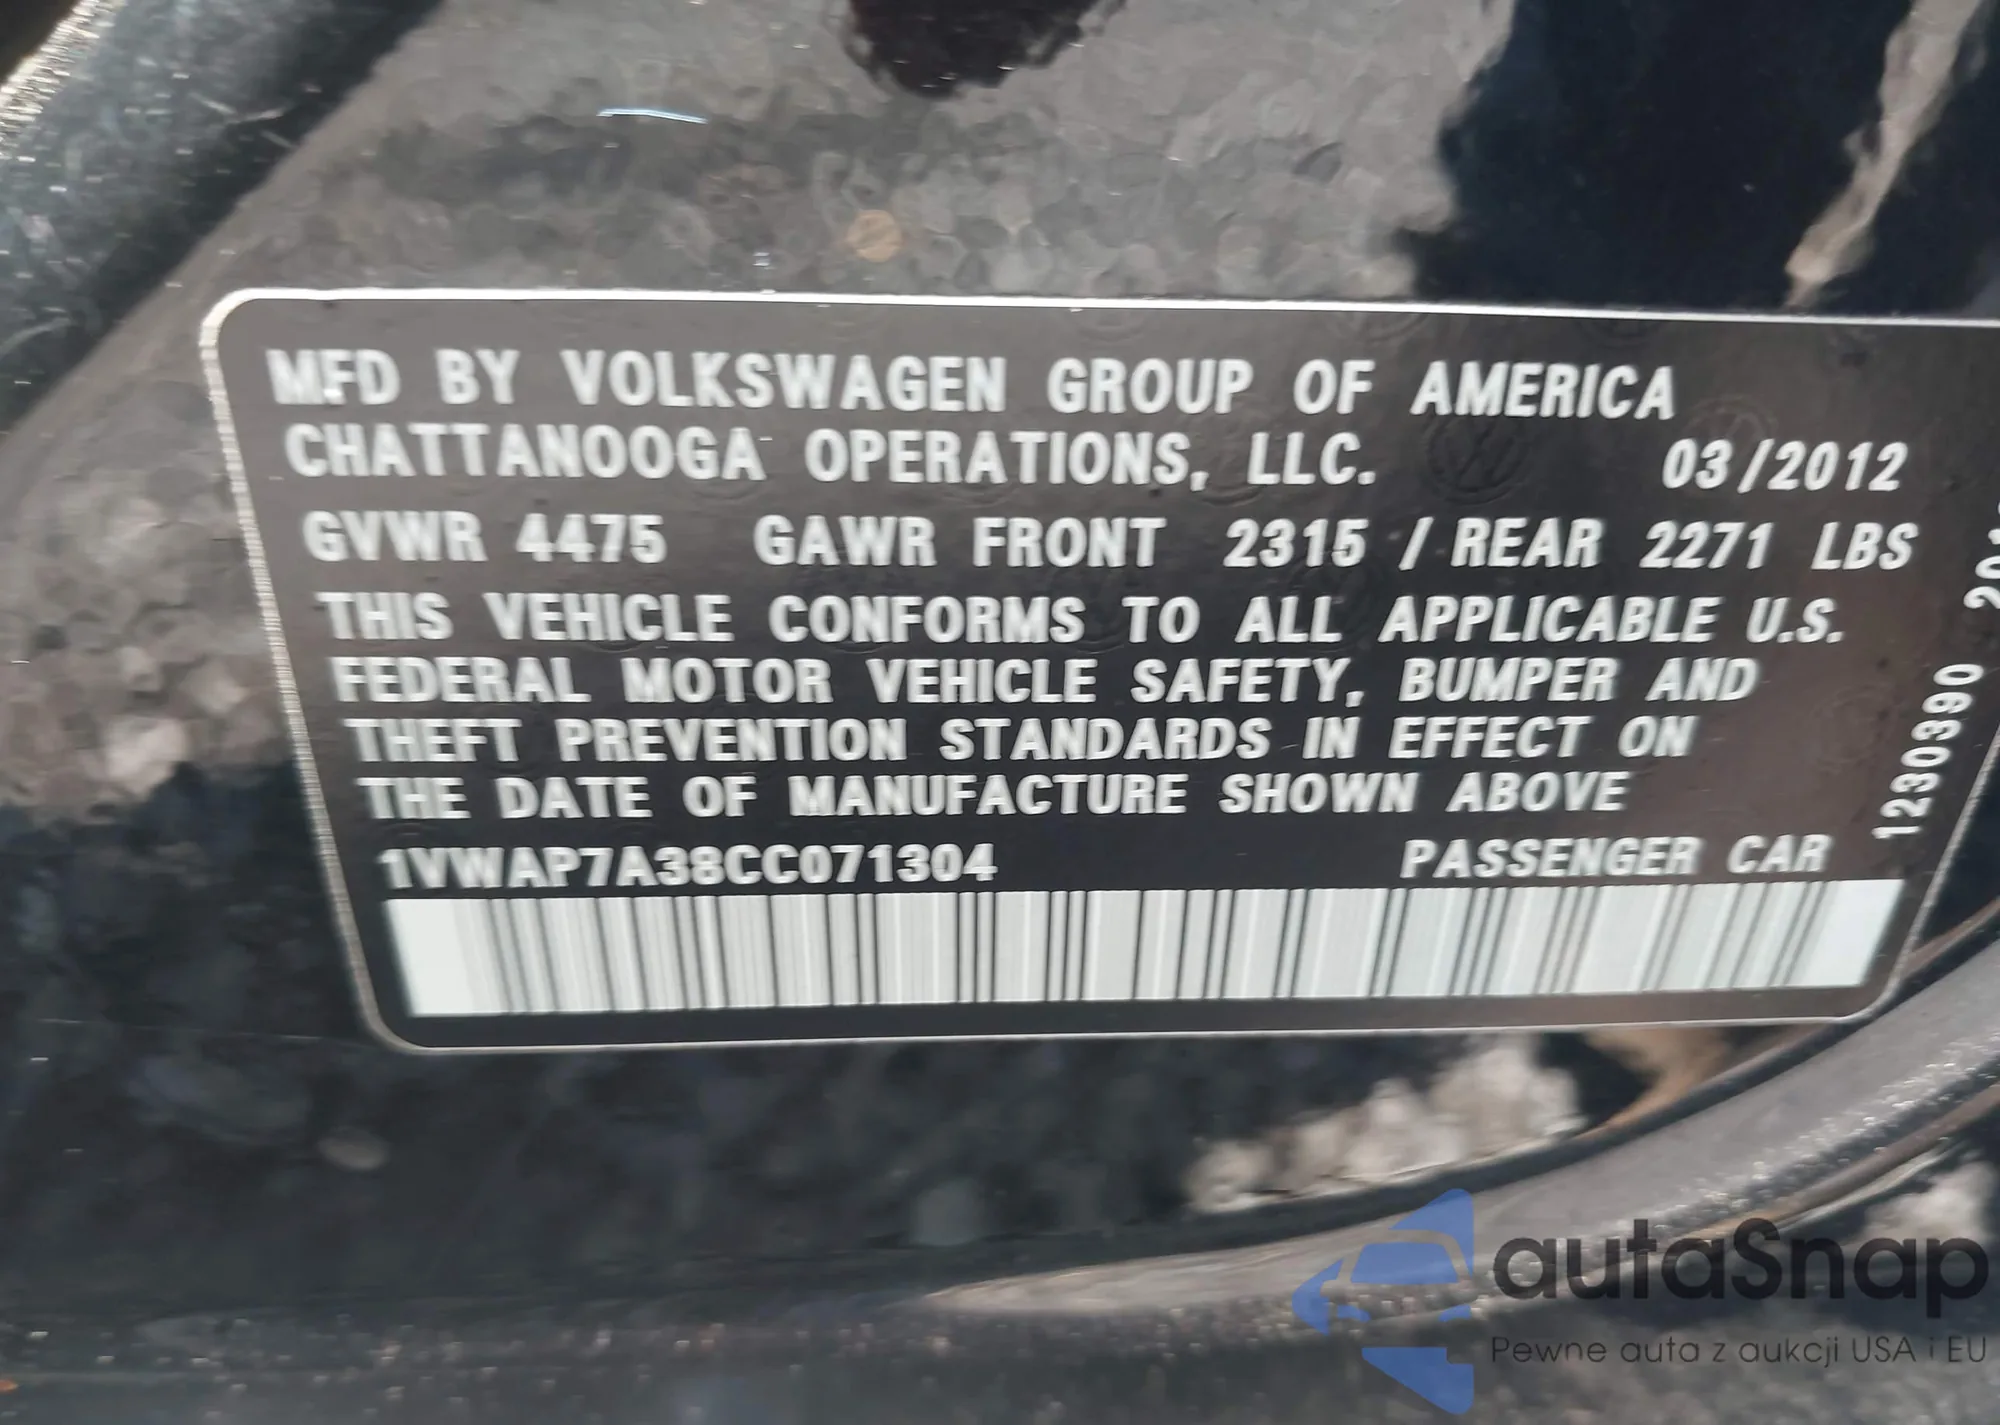 MFD BY VOLKSWAGEN GROUP OF AMERICA
CHATTANOOGA OPERATIONS, LLC. 03/2012
GVWR 4475 GAWR FRONT 2315 / REAR 2271 LBS
THIS VEHICLE CONFORMS TO ALL APPLICABLE U.S.
FEDERAL MOTOR VEHICLE SAFETY, BUMPER AND
THEFT PREVENTION STANDARDS IN EFFECT ON
THE DATE OF MANUFACTURE SHOWN ABOVE
1VWAP7A38CC071304 PASSENGER CAR
1230390
autaSnap
Pewne auta z aukcji USA i EU